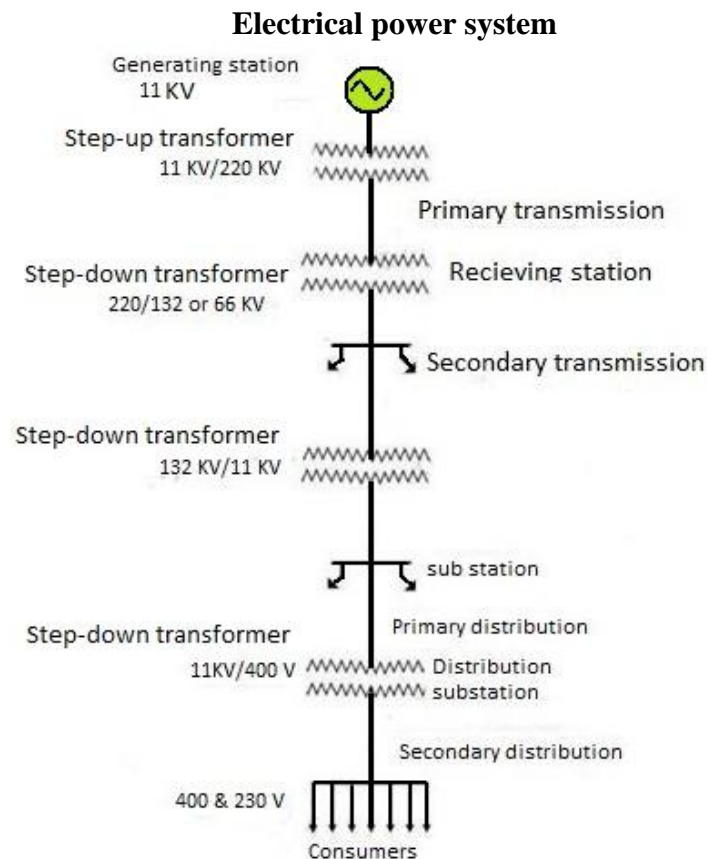 Electrical power system
Generating station
11 KV
Step-up transformer
11 KV/220 KV
Primary transmission
Step-down transformer
220/132 or 66 KV
Recieving station
Secondary transmission
Step-down transformer
132 KV/11 KV
sub station
Primary distribution
Step-down transformer
11KV/400 V
Distribution
substation
Secondary distribution
400 & 230 V
Consumers